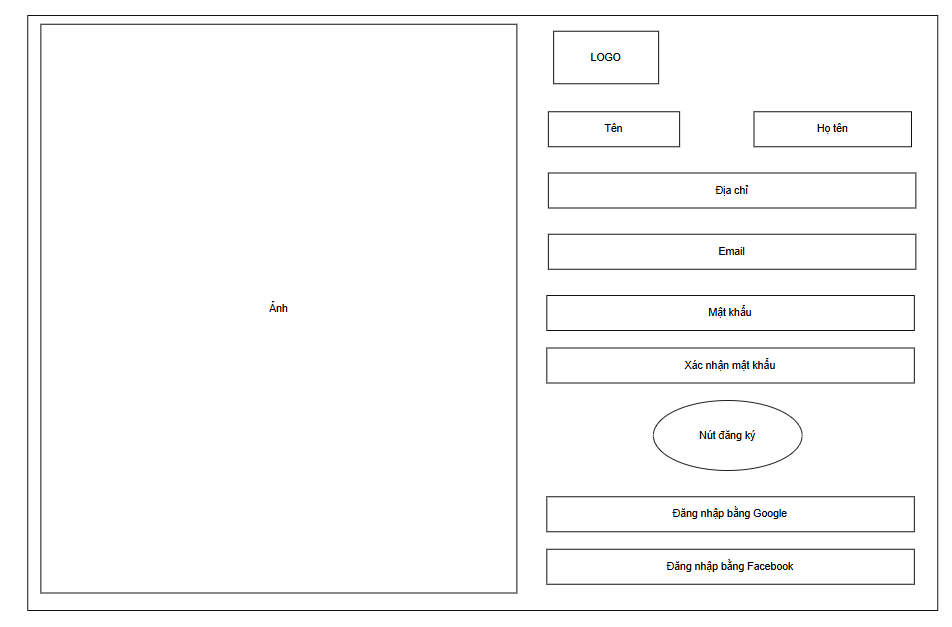 LOGO
Tên
Họ tên
Địa chỉ
Email
Ảnh
Mật khẩu
Xác nhận mật khẩu
Nút đăng ký
Đăng nhập bằng Google
Đăng nhập bằng Facebook